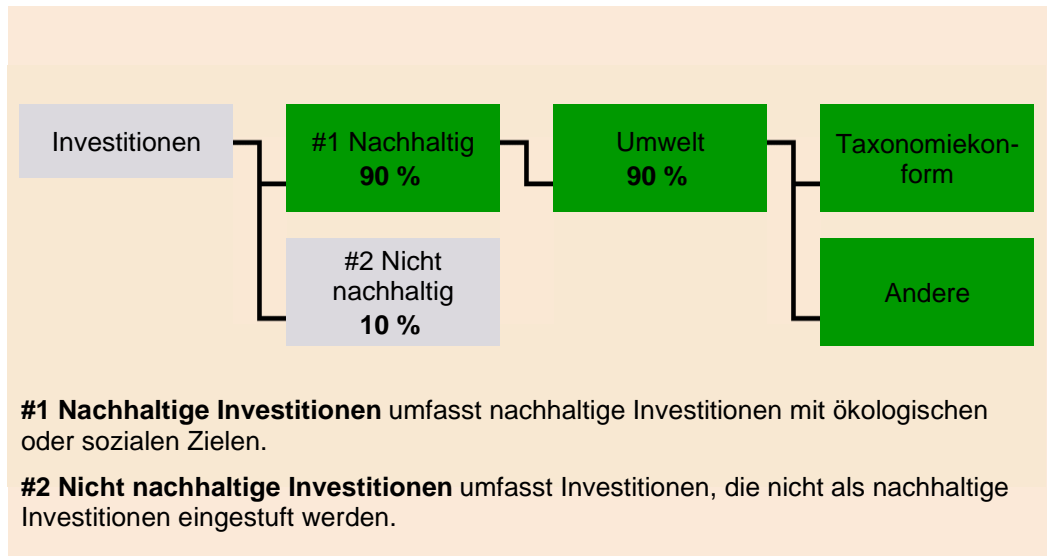 Investitionen
#1 Nachhaltig
90 %
Umwelt
90 %
Taxonomiekon-
form
#2 Nicht
nachhaltig
10 %
Andere
#1 Nachhaltige Investitionen umfasst nachhaltige Investitionen mit ökologischen
oder sozialen Zielen.
#2 Nicht nachhaltige Investitionen umfasst Investitionen, die nicht als nachhaltige
Investitionen eingestuft werden.